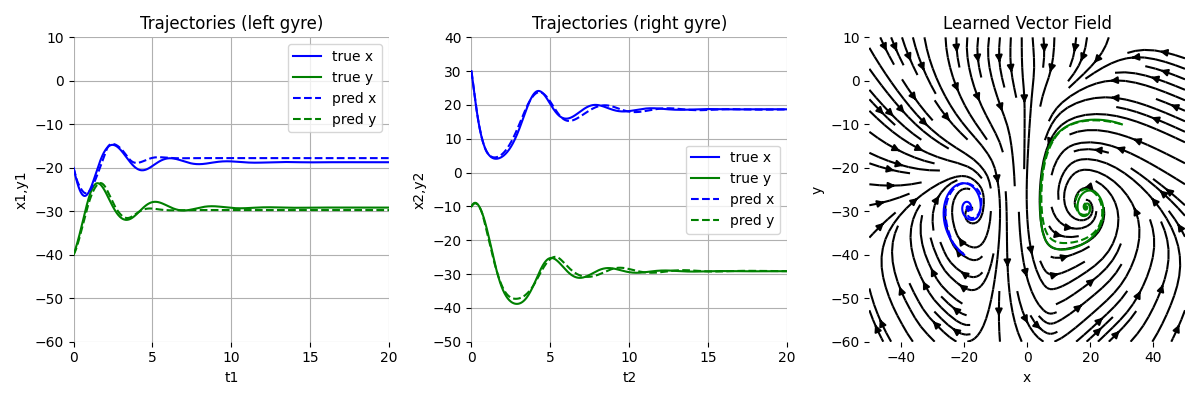 Trajectories (left gyre)
10
0
−10
−20
−30
−40
−50
−60
x1,y1
0 5 10 15 20
t1
true x
true y
pred x
pred y
Trajectories (right gyre)
40
30
20
10
0
−10
−20
−30
−40
−50
x2,y2
0 5 10 15 20
t2
true x
true y
pred x
pred y
Learned Vector Field
10
0
−10
−20
−30
−40
−50
−60
y
−40 −20 0 20 40
x